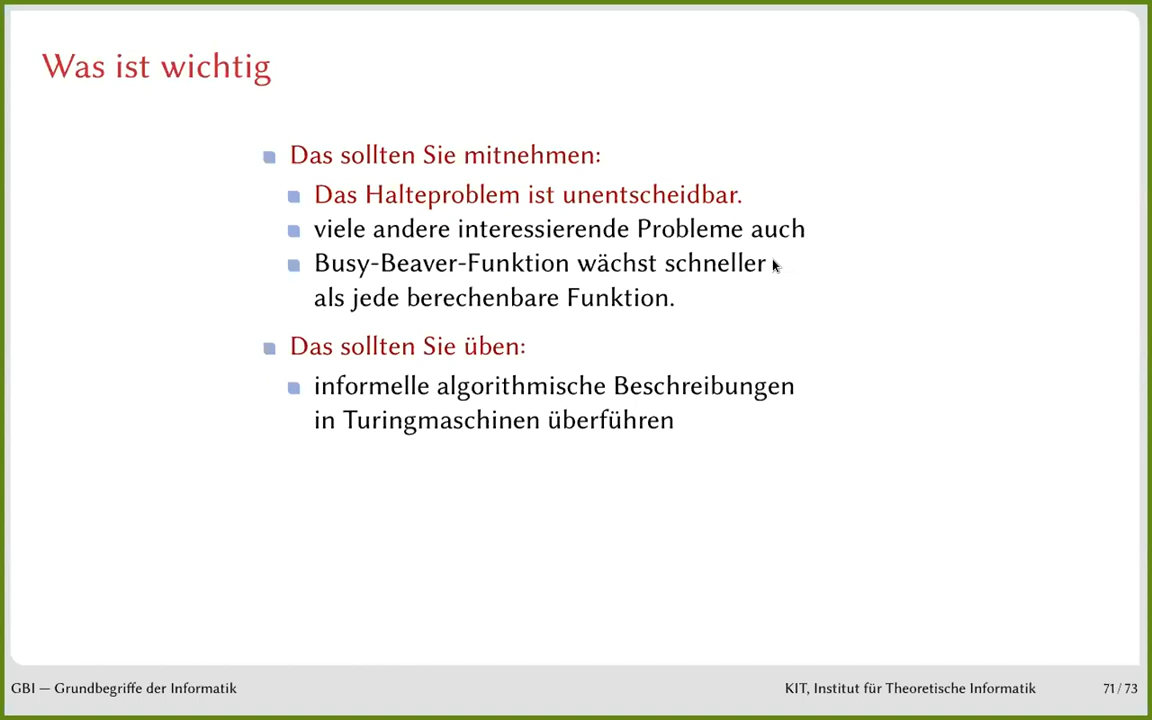 Was ist wichtig
Das sollten Sie mitnehmen:
Das Halteproblem ist unentscheidbar.
viele andere interessierende Probleme auch
Busy-Beaver-Funktion wächst schneller
als jede berechenbare Funktion.
Das sollten Sie üben:
informelle algorithmische Beschreibungen
in Turingmaschinen überführen
GBI — Grundbegriffe der Informatik
KIT, Institut für Theoretische Informatik
71 / 73